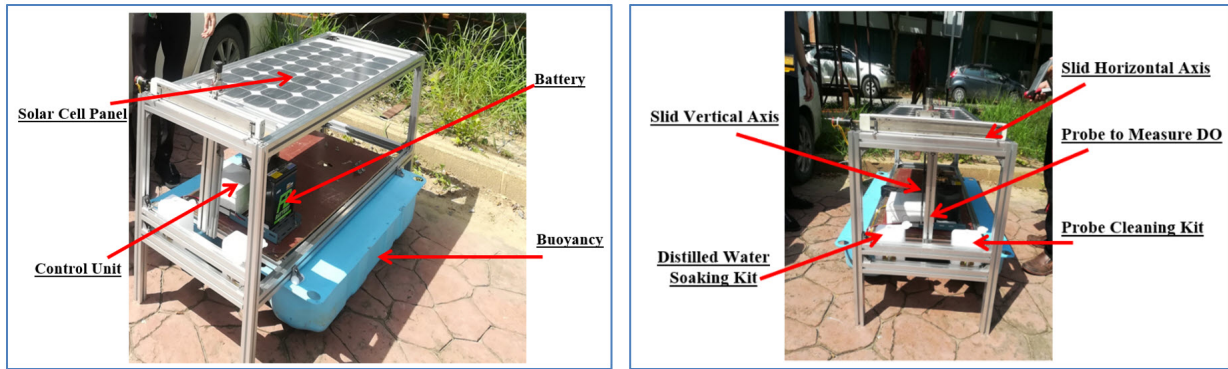 Solar Cell Panel
Battery
Control Unit
Buoyancy
Slid Horizontal Axis
Slid Vertical Axis
Probe to Measure DO
Probe Cleaning Kit
Distilled Water
Soaking Kit